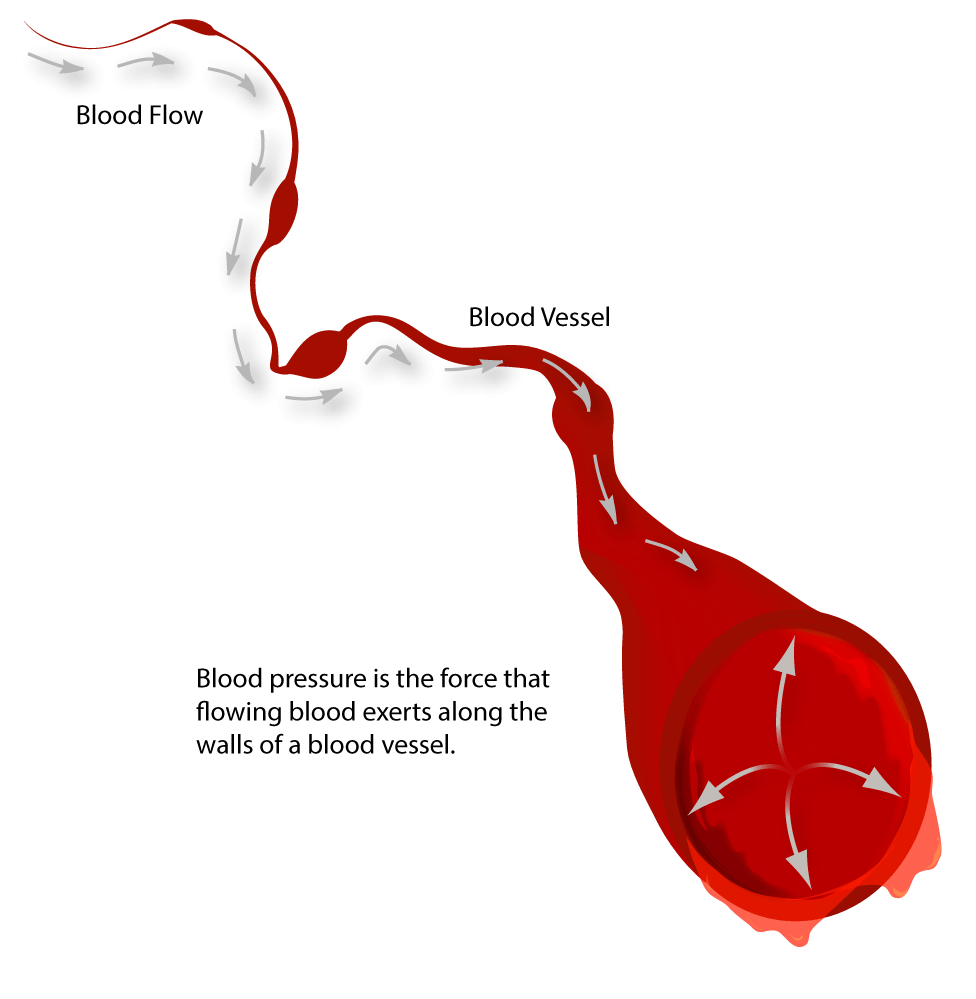 Blood Flow
Blood Vessel
Blood pressure is the force that
flowing blood exerts along the
walls of a blood vessel.